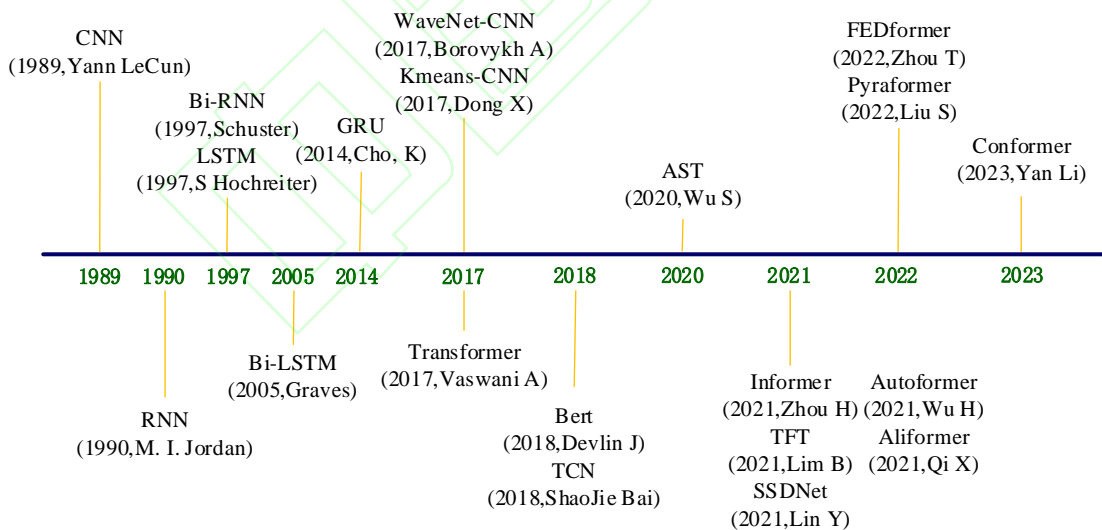 CNN
(1989,Yann LeCun)
Bi-RNN
(1997,Schuster)
LSTM
(1997,S Hochreiter)
GRU
(2014,Cho, K)
WaveNet-CNN
(2017,Borovykh A)
Kmeans-CNN
(2017,Dong X)
AST
(2020,Wu S)
FEDformer
(2022,Zhou T)
Pyraformer
(2022,Liu S)
Conformer
(2023,Yan Li)
1989 1990 1997 2005 2014 2017 2018 2020 2021 2022 2023
RNN
(1990,M. I. Jordan)
Bi-LSTM
(2005,Graves)
Transformer
(2017,Vaswani A)
Bert
(2018,Devlin J)
TCN
(2018,ShaoJie Bai)
Informer
(2021,Zhou H)
TFT
(2021,Lim B)
SSDNet
(2021,Lin Y)
Autoformer
(2021,Wu H)
Aliformer
(2021,Qi X)